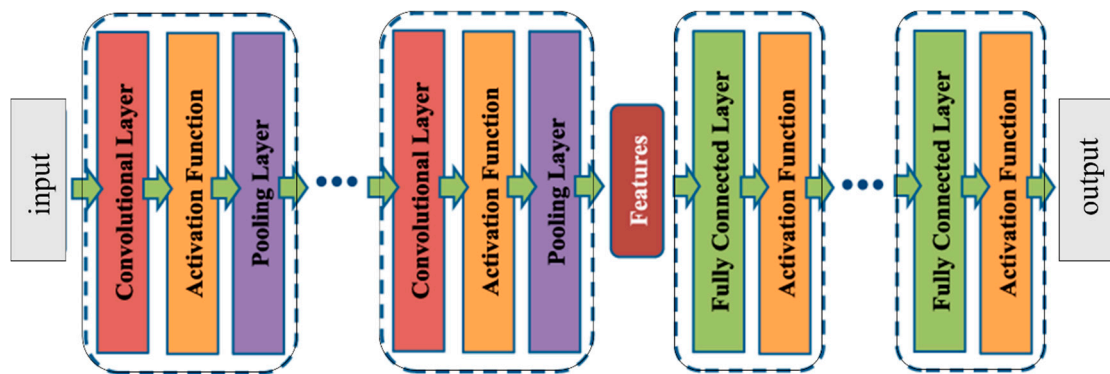 input
Convolutional Layer
Activation Function
Pooling Layer
Convolutional Layer
Activation Function
Pooling Layer
Features
Fully Connected Layer
Activation Function
Fully Connected Layer
Activation Function
output